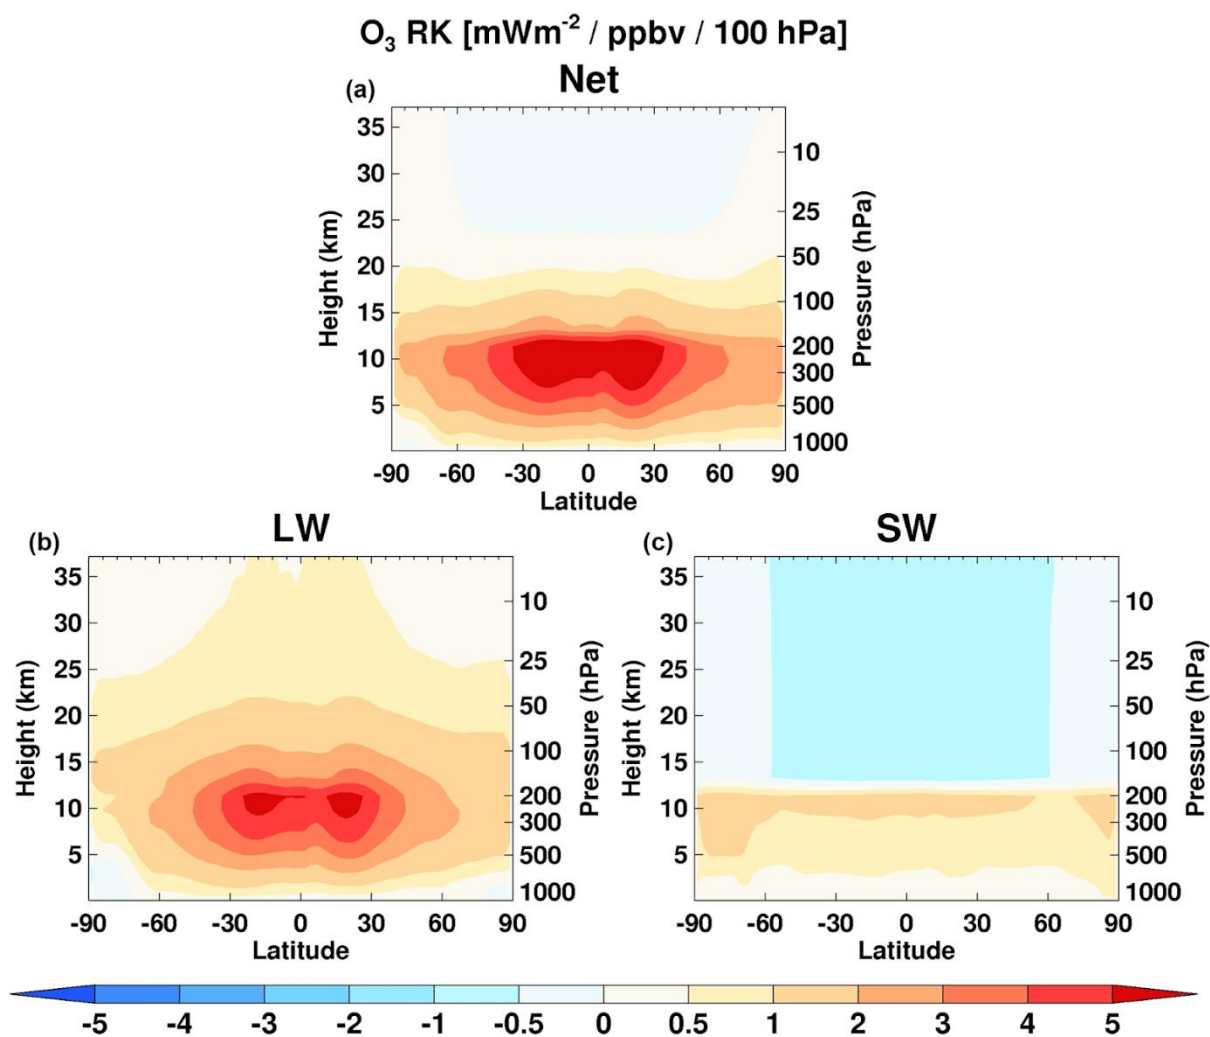 O₃ RK [mWm⁻² / ppbv / 100 hPa]
(a) Net
35
30
25
20
15
10
5
Height (km)
10
25
50
100
200
300
500
1000
Pressure (hPa)
-90 -60 -30 0 30 60 90
Latitude
(b) LW
35
30
25
20
15
10
5
Height (km)
10
25
50
100
200
300
500
1000
Pressure (hPa)
-90 -60 -30 0 30 60 90
Latitude
(c) SW
35
30
25
20
15
10
5
Height (km)
10
25
50
100
200
300
500
1000
Pressure (hPa)
-90 -60 -30 0 30 60 90
Latitude
-5 -4 -3 -2 -1 -0.5 0 0.5 1 2 3 4 5